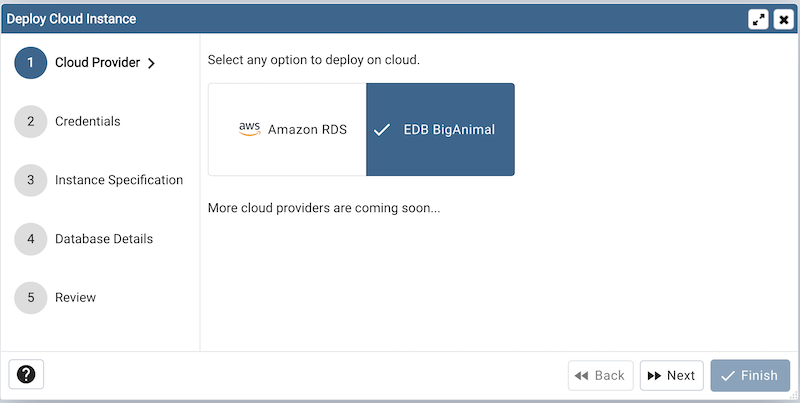 Deploy Cloud Instance
1 Cloud Provider
Select any option to deploy on cloud.
aws Amazon RDS
EDB BigAnimal
2 Credentials
3 Instance Specification
More cloud providers are coming soon...
4 Database Details
5 Review
? Back Next Finish